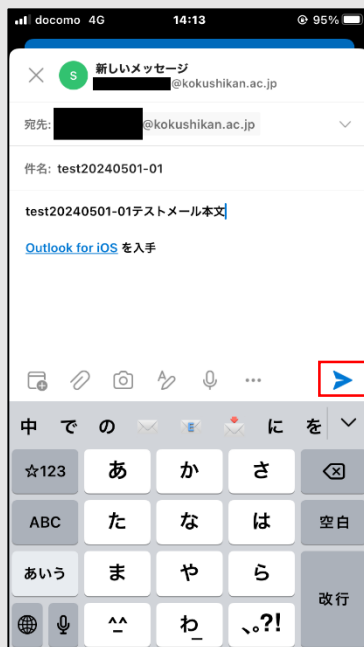 docomo 4G 14:13 95%
S 新しいメッセージ
@kokushikan.ac.jp
宛先: @kokushikan.ac.jp
件名: test20240501-01
test20240501-01テストメール本文
Outlook for iOS を入手
中 で の に を
☆123 あ か さ
ABC た な は 空白
あいう ま や ら 改行
^^ わ_ 、。?!